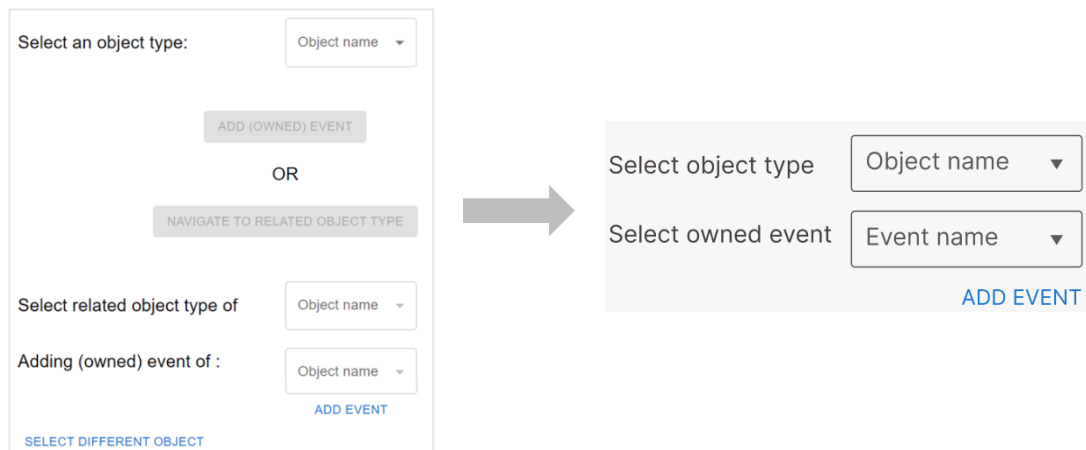 Select an object type: Object name
ADD (OWNED) EVENT
OR
NAVIGATE TO RELATED OBJECT TYPE
Select related object type of Object name
Adding (owned) event of : Object name
ADD EVENT
SELECT DIFFERENT OBJECT
Select object type Object name
Select owned event Event name
ADD EVENT